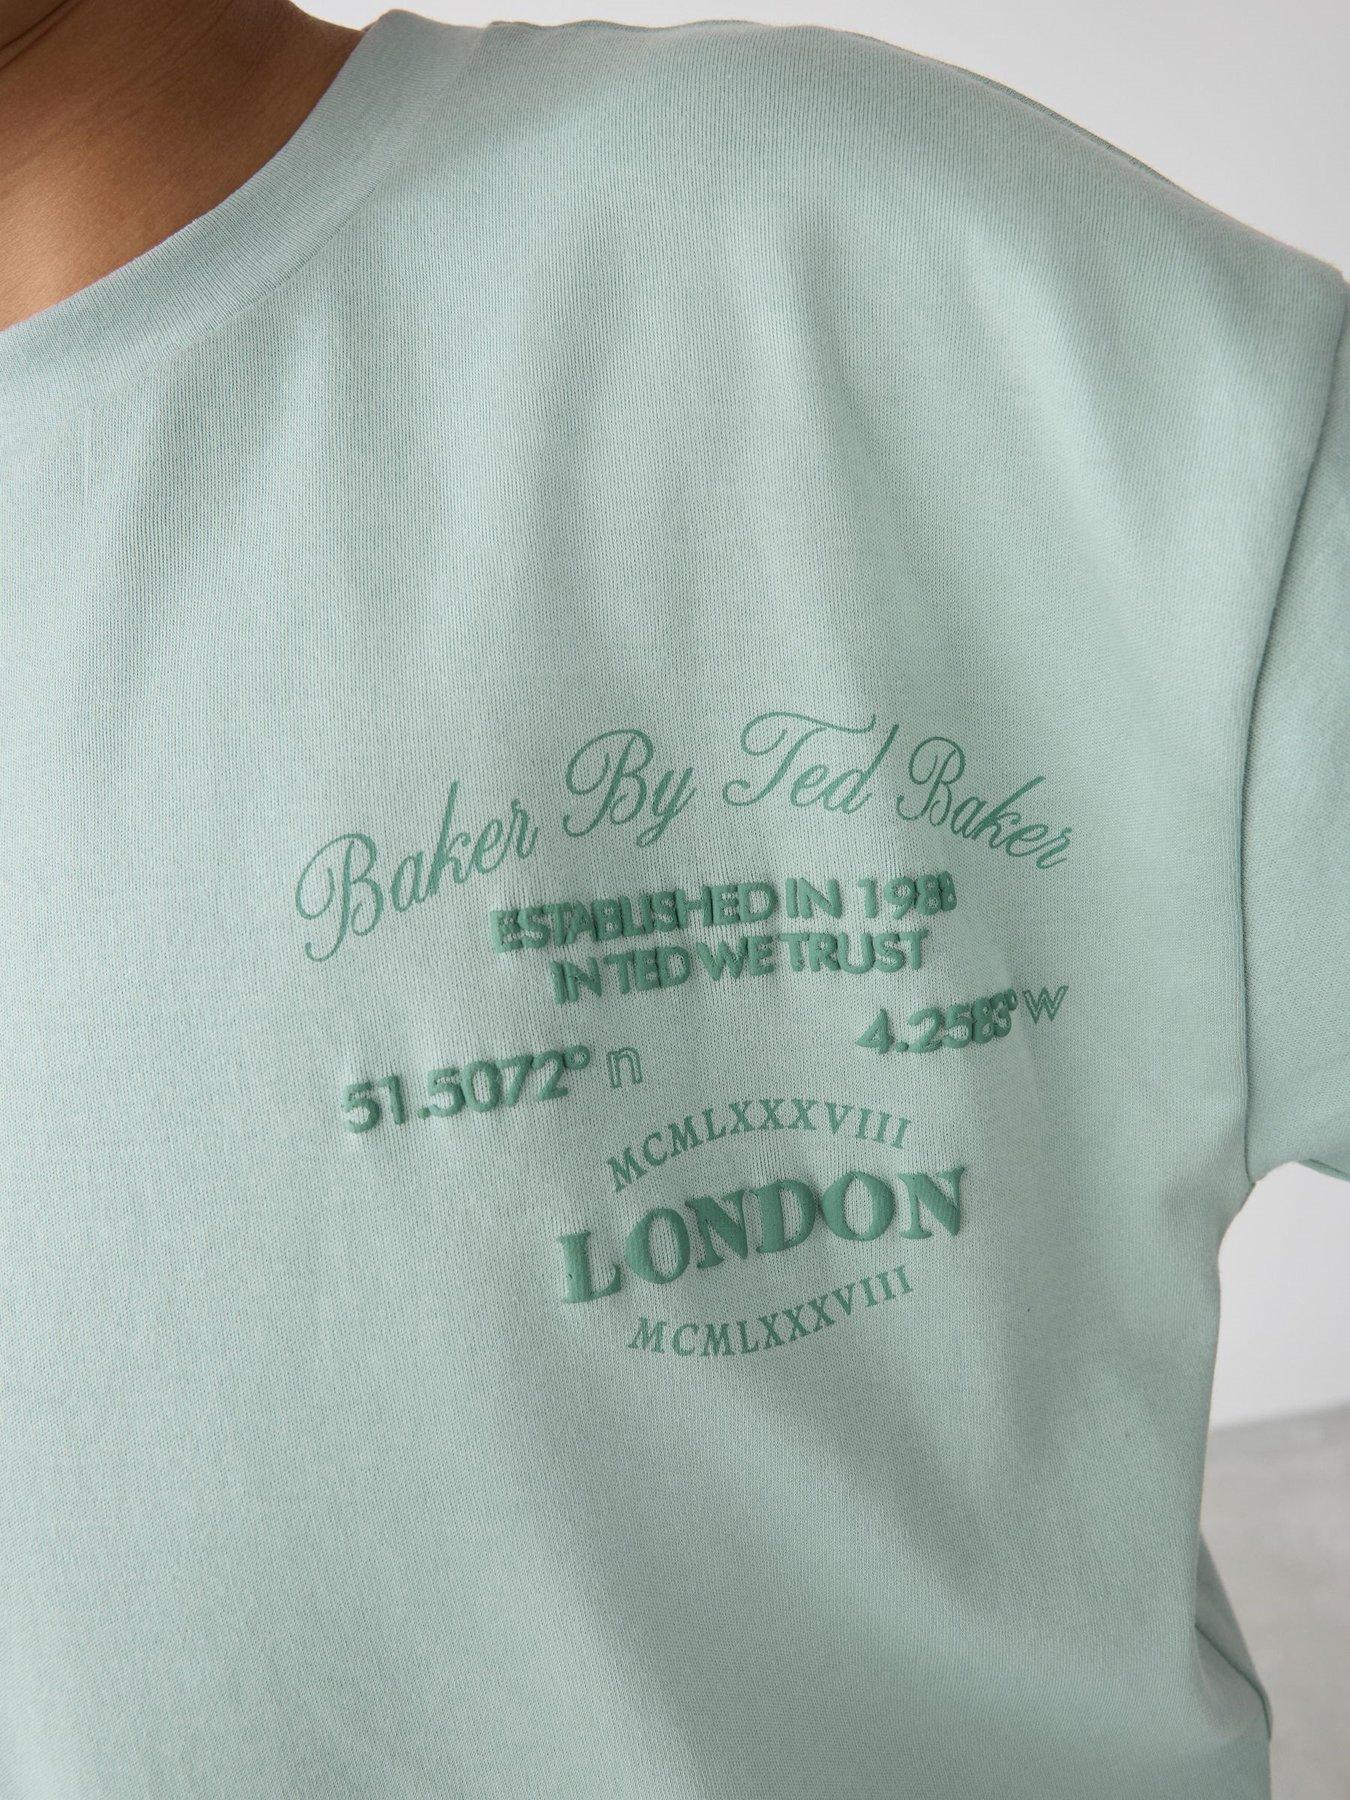 Baker By Ted Baker
ESTABLISHED IN 1988
IN TED WE TRUST
51.5072° n 4.2583° W
MCMLXXXVIII
LONDON
MCMLXXXVIII